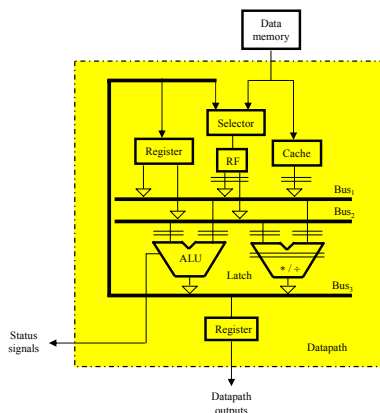 Data
memory
Selector
Register
RF
Cache
Bus1
Bus2
ALU
* / ÷
Latch
Bus3
Status
signals
Register
Datapath
Datapath
outputs